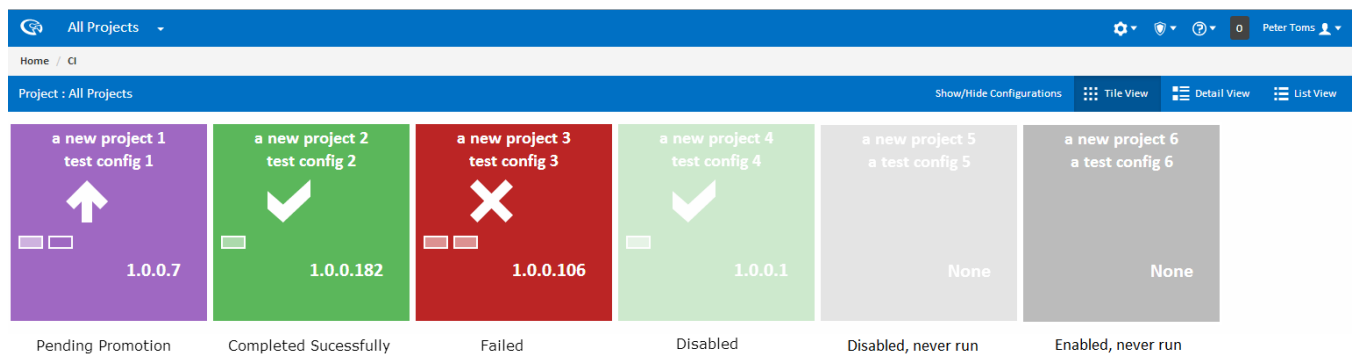 All Projects
0
Peter Toms
Home / CI
Project : All Projects
Show/Hide Configurations
Tile View
Detail View
List View
a new project 1
test config 1
1.0.0.7
a new project 2
test config 2
1.0.0.182
a new project 3
test config 3
1.0.0.106
a new project 4
test config 4
1.0.0.1
a new project 5
a test config 5
None
a new project 6
a test config 6
None
Pending Promotion
Completed Sucessfully
Failed
Disabled
Disabled, never run
Enabled, never run